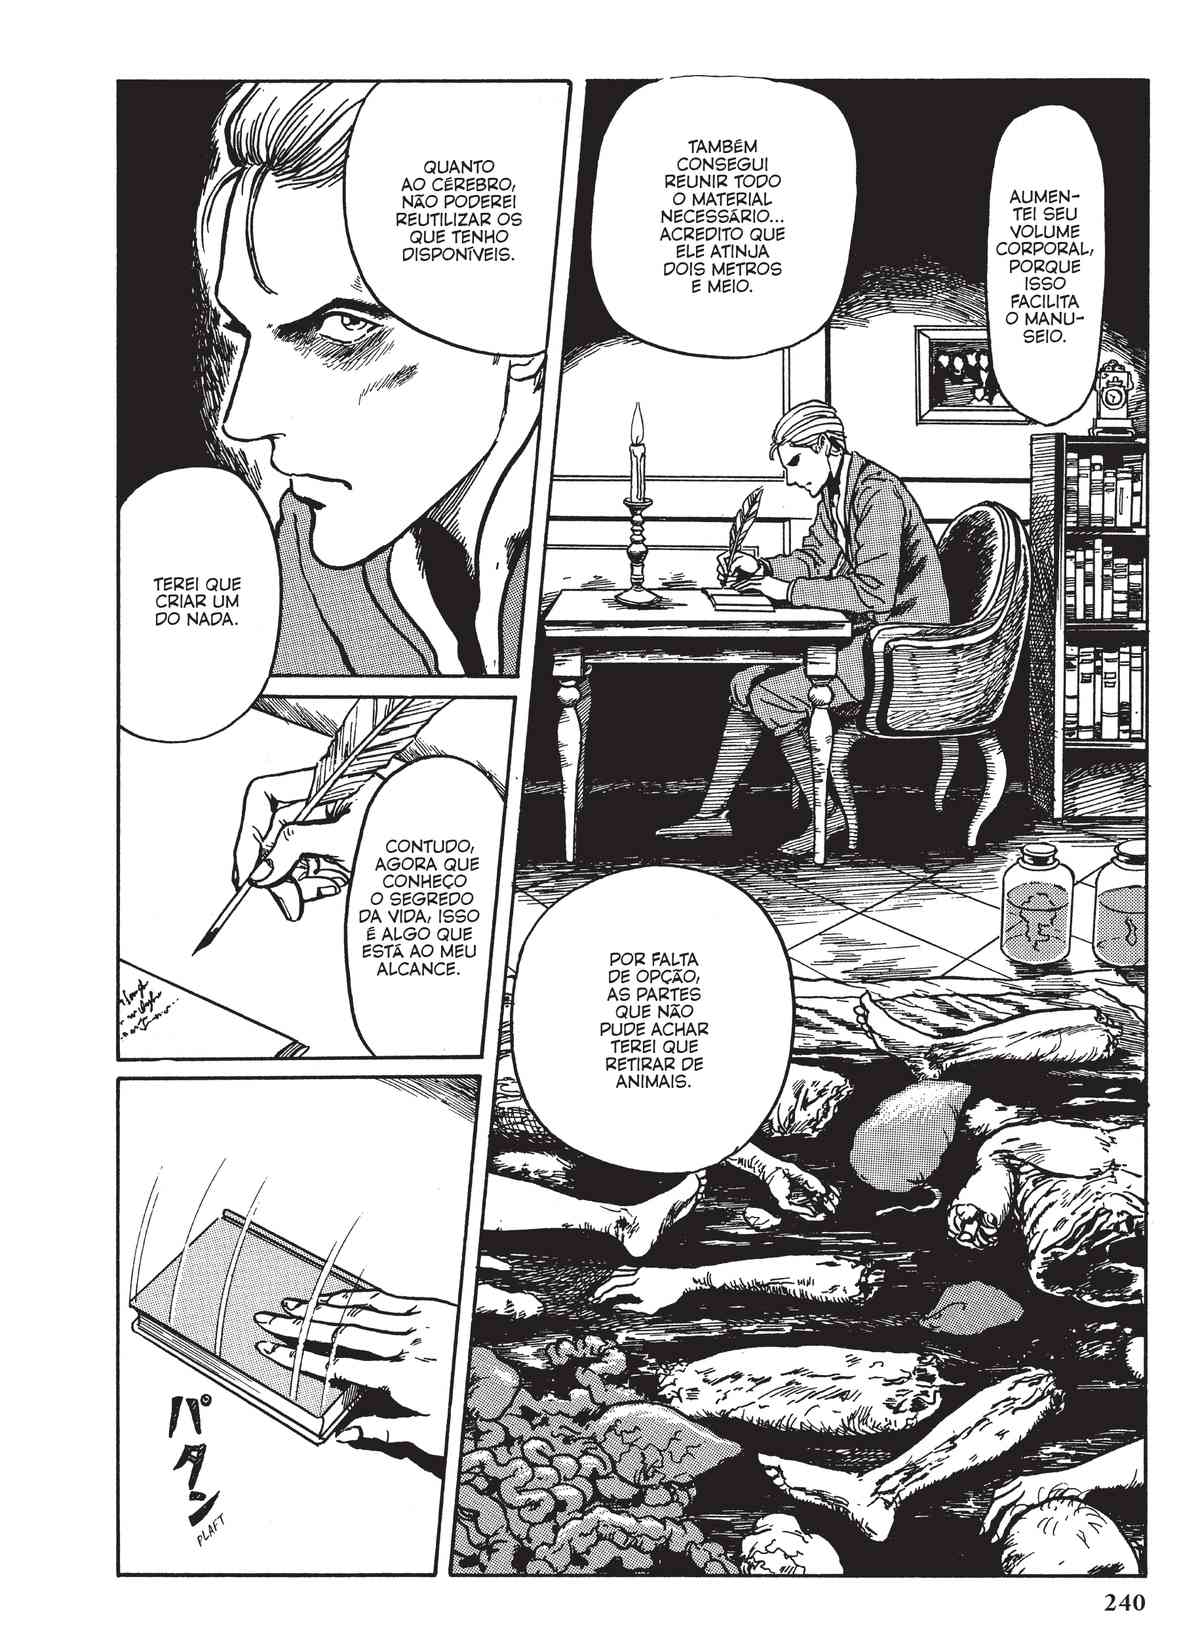 AUMEN-
TEI SEU
VOLUME
CORPORAL,
PORQUE
ISSO
FACILITA
O MANU-
SEIO.
TAMBÉM
CONSEGUI
REUNIR TODO
O MATERIAL
NECESSÁRIO...
ACREDITO QUE
ELE ATINJA
DOIS METROS
E MEIO.
POR FALTA
DE OPÇÃO,
AS PARTES
QUE NÃO
PUDE ACHAR
TEREI QUE
RETIRAR DE
ANIMAIS.
QUANTO
AO CÉREBRO,
NÃO PODEREI
REUTILIZAR OS
QUE TENHO
DISPONÍVEIS.
TEREI QUE
CRIAR UM
DO NADA.
CONTUDO,
AGORA QUE
CONHEÇO
O SEGREDO
DA VIDA, ISSO
É ALGO QUE
ESTÁ AO MEU
ALCANCE.
パタン
PLAFT
240